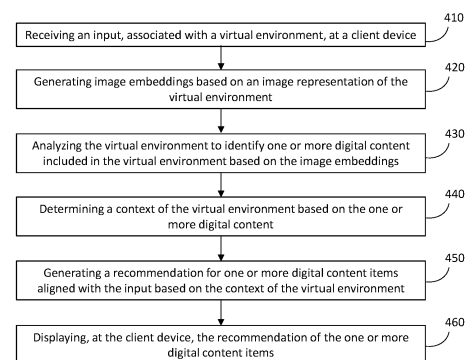 410
Receiving an input, associated with a virtual environment, at a client device
420
Generating image embeddings based on an image representation of the
virtual environment
430
Analyzing the virtual environment to identify one or more digital content
included in the virtual environment based on the image embeddings
440
Determining a context of the virtual environment based on the one or
more digital content
450
Generating a recommendation for one or more digital content items
aligned with the input based on the context of the virtual environment
460
Displaying, at the client device, the recommendation of the one or more
digital content items